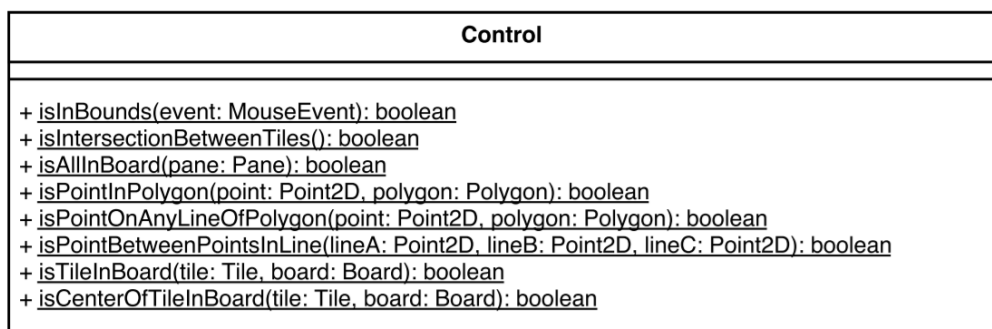 Control
+ isInBounds(event: MouseEvent): boolean
+ isIntersectionBetweenTiles(): boolean
+ isAllInBoard(pane: Pane): boolean
+ isPointInPolygon(point: Point2D, polygon: Polygon): boolean
+ isPointOnAnyLineOfPolygon(point: Point2D, polygon: Polygon): boolean
+ isPointBetweenPointsInLine(lineA: Point2D, lineB: Point2D, lineC: Point2D): boolean
+ isTileInBoard(tile: Tile, board: Board): boolean
+ isCenterOfTileInBoard(tile: Tile, board: Board): boolean